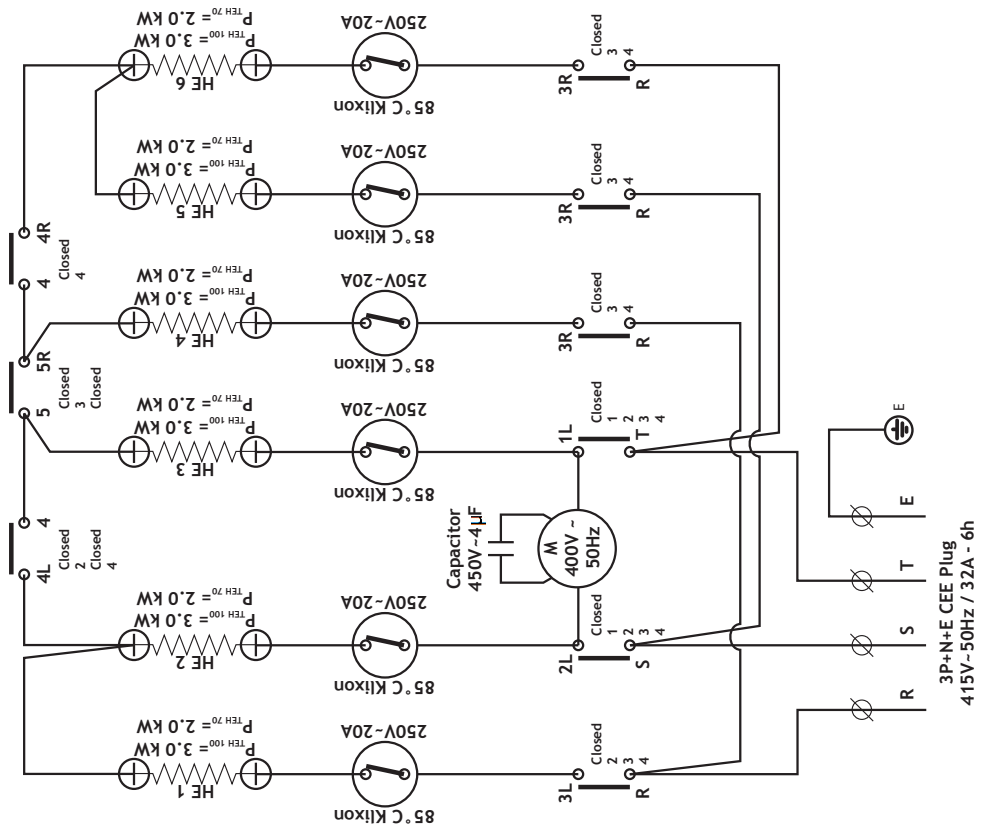 P TEH 70 = 2.0 kW
P TEH 100 = 3.0 kW
HE 6
250V~20A
85°C Klixon
3R
R
Closed
3
4
P TEH 70 = 2.0 kW
P TEH 100 = 3.0 kW
HE 5
250V~20A
85°C Klixon
3R
R
Closed
3
4
4R
4
Closed
4
P TEH 70 = 2.0 kW
P TEH 100 = 3.0 kW
HE 4
250V~20A
85°C Klixon
3R
R
Closed
3
4
5R
5
Closed
3
Closed
P TEH 70 = 2.0 kW
P TEH 100 = 3.0 kW
HE 3
250V~20A
85°C Klixon
1L
T
Closed
1
2
3
4
4
4L
Closed
2
Closed
4
Capacitor
450V~4µF
M
400V ~
50Hz
P TEH 70 = 2.0 kW
P TEH 100 = 3.0 kW
HE 2
250V~20A
85°C Klixon
2L
S
Closed
1
2
3
4
P TEH 70 = 2.0 kW
P TEH 100 = 3.0 kW
HE 1
250V~20A
85°C Klixon
3L
R
Closed
2
3
4
E
E
T
S
R
3P+N+E CEE Plug
415V~50Hz / 32A - 6h